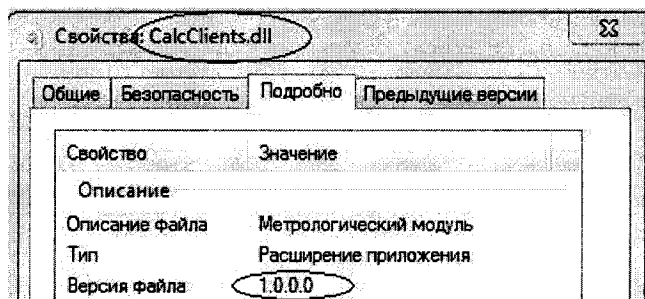 Свойства: CalcClients.dll
Общие Безопасность Подробно Предыдущие версии
Свойство Значение
Описание
Описание файла Метрологический модуль
Тип Расширение приложения
Версия файла 1.0.0.0